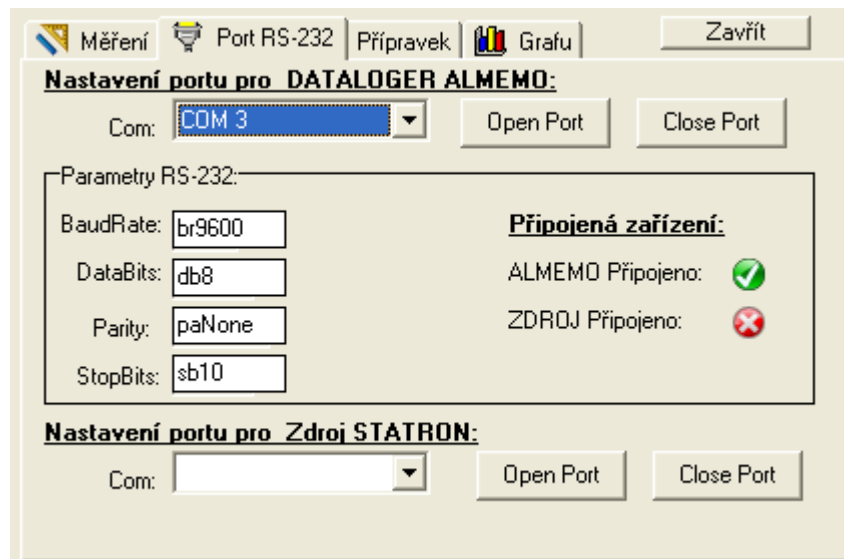 Měření Port RS-232 Přípravek Grafu Zavřít
Nastavení portu pro DATALOGER ALMEMO:
Com: COM 3 Open Port Close Port
Parametry RS-232:
BaudRate: br9600 Připojená zařízení:
DataBits: db8 ALMEMO Připojeno:
Parity: paNone ZDROJ Připojeno:
StopBits: sb10
Nastavení portu pro Zdroj STATRON:
Com: Open Port Close Port